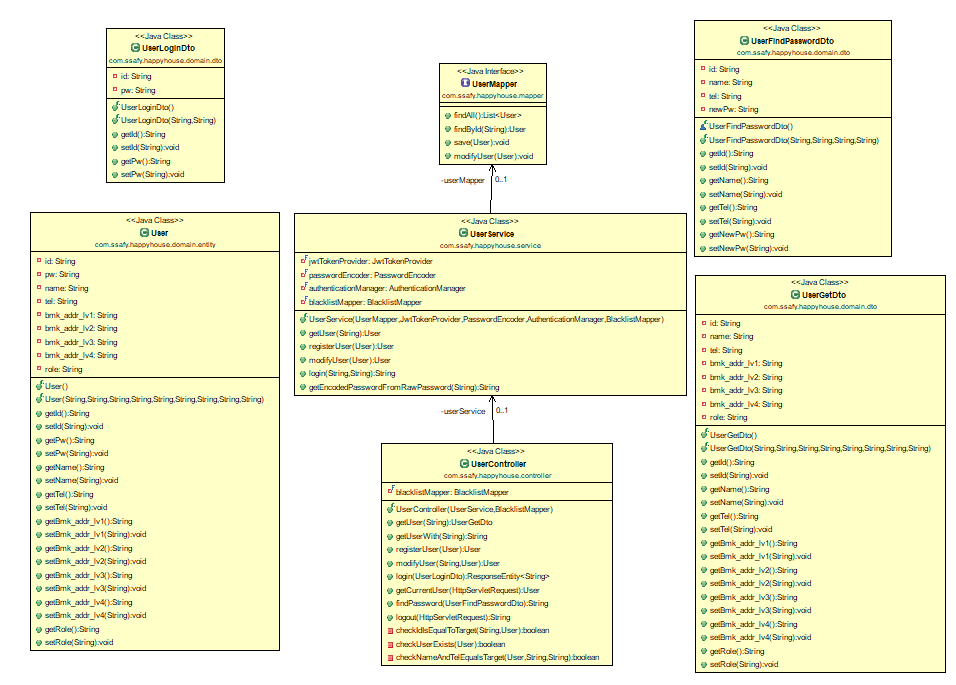 <<Java Class>>
UserLoginDto
com.ssafy.happyhouse.domain.dto
id: String
pw: String
UserLoginDto()
UserLoginDto(String,String)
getId():String
setId(String):void
getPw():String
setPw(String):void
<<Java Interface>>
UserMapper
com.ssafy.happyhouse.mapper
findAll():List<User>
findById(String):User
save(User):void
modifyUser(User):void
-userMapper 0..1
<<Java Class>>
UserFindPasswordDto
com.ssafy.happyhouse.domain.dto
id: String
name: String
tel: String
newPw: String
UserFindPasswordDto()
UserFindPasswordDto(String,String,String,String)
getId():String
setId(String):void
getName():String
setName(String):void
getTel():String
setTel(String):void
getNewPw():String
setNewPw(String):void
<<Java Class>>
User
com.ssafy.happyhouse.domain.entity
id: String
pw: String
name: String
tel: String
bmk_addr_lv1: String
bmk_addr_lv2: String
bmk_addr_lv3: String
bmk_addr_lv4: String
role: String
User()
User(String,String,String,String,String,String,String,String,String)
getId():String
setId(String):void
getPw():String
setPw(String):void
getName():String
setName(String):void
getTel():String
setTel(String):void
getBmk_addr_lv1():String
setBmk_addr_lv1(String):void
getBmk_addr_lv2():String
setBmk_addr_lv2(String):void
getBmk_addr_lv3():String
setBmk_addr_lv3(String):void
getBmk_addr_lv4():String
setBmk_addr_lv4(String):void
getRole():String
setRole(String):void
<<Java Class>>
UserService
com.ssafy.happyhouse.service
jwtTokenProvider: JwtTokenProvider
passwordEncoder: PasswordEncoder
authenticationManager: AuthenticationManager
blacklistMapper: BlacklistMapper
UserService(UserMapper,JwtTokenProvider,PasswordEncoder,AuthenticationManager,BlacklistMapper)
getUser(String):User
registerUser(User):User
modifyUser(User):User
login(String,String):String
getEncodedPasswordFromRawPassword(String):String
-userService 0..1
<<Java Class>>
UserController
com.ssafy.happyhouse.controller
blacklistMapper: BlacklistMapper
UserController(UserService,BlacklistMapper)
getUser(String):UserGetDto
getUserWith(String):String
registerUser(User):User
modifyUser(String,User):User
login(UserLoginDto):ResponseEntity<String>
getCurrentUser(HttpServletRequest):User
findPassword(UserFindPasswordDto):String
logout(HttpServletRequest):String
checkIdIsEqualToTarget(String,User):boolean
checkUserExists(User):boolean
checkNameAndTelEqualsTarget(User,String,String):boolean
<<Java Class>>
UserGetDto
com.ssafy.happyhouse.domain.dto
id: String
name: String
tel: String
bmk_addr_lv1: String
bmk_addr_lv2: String
bmk_addr_lv3: String
bmk_addr_lv4: String
role: String
UserGetDto()
UserGetDto(String,String,String,String,String,String,String,String)
getId():String
setId(String):void
getName():String
setName(String):void
getTel():String
setTel(String):void
getBmk_addr_lv1():String
setBmk_addr_lv1(String):void
getBmk_addr_lv2():String
setBmk_addr_lv2(String):void
getBmk_addr_lv3():String
setBmk_addr_lv3(String):void
getBmk_addr_lv4():String
setBmk_addr_lv4(String):void
getRole():String
setRole(String):void